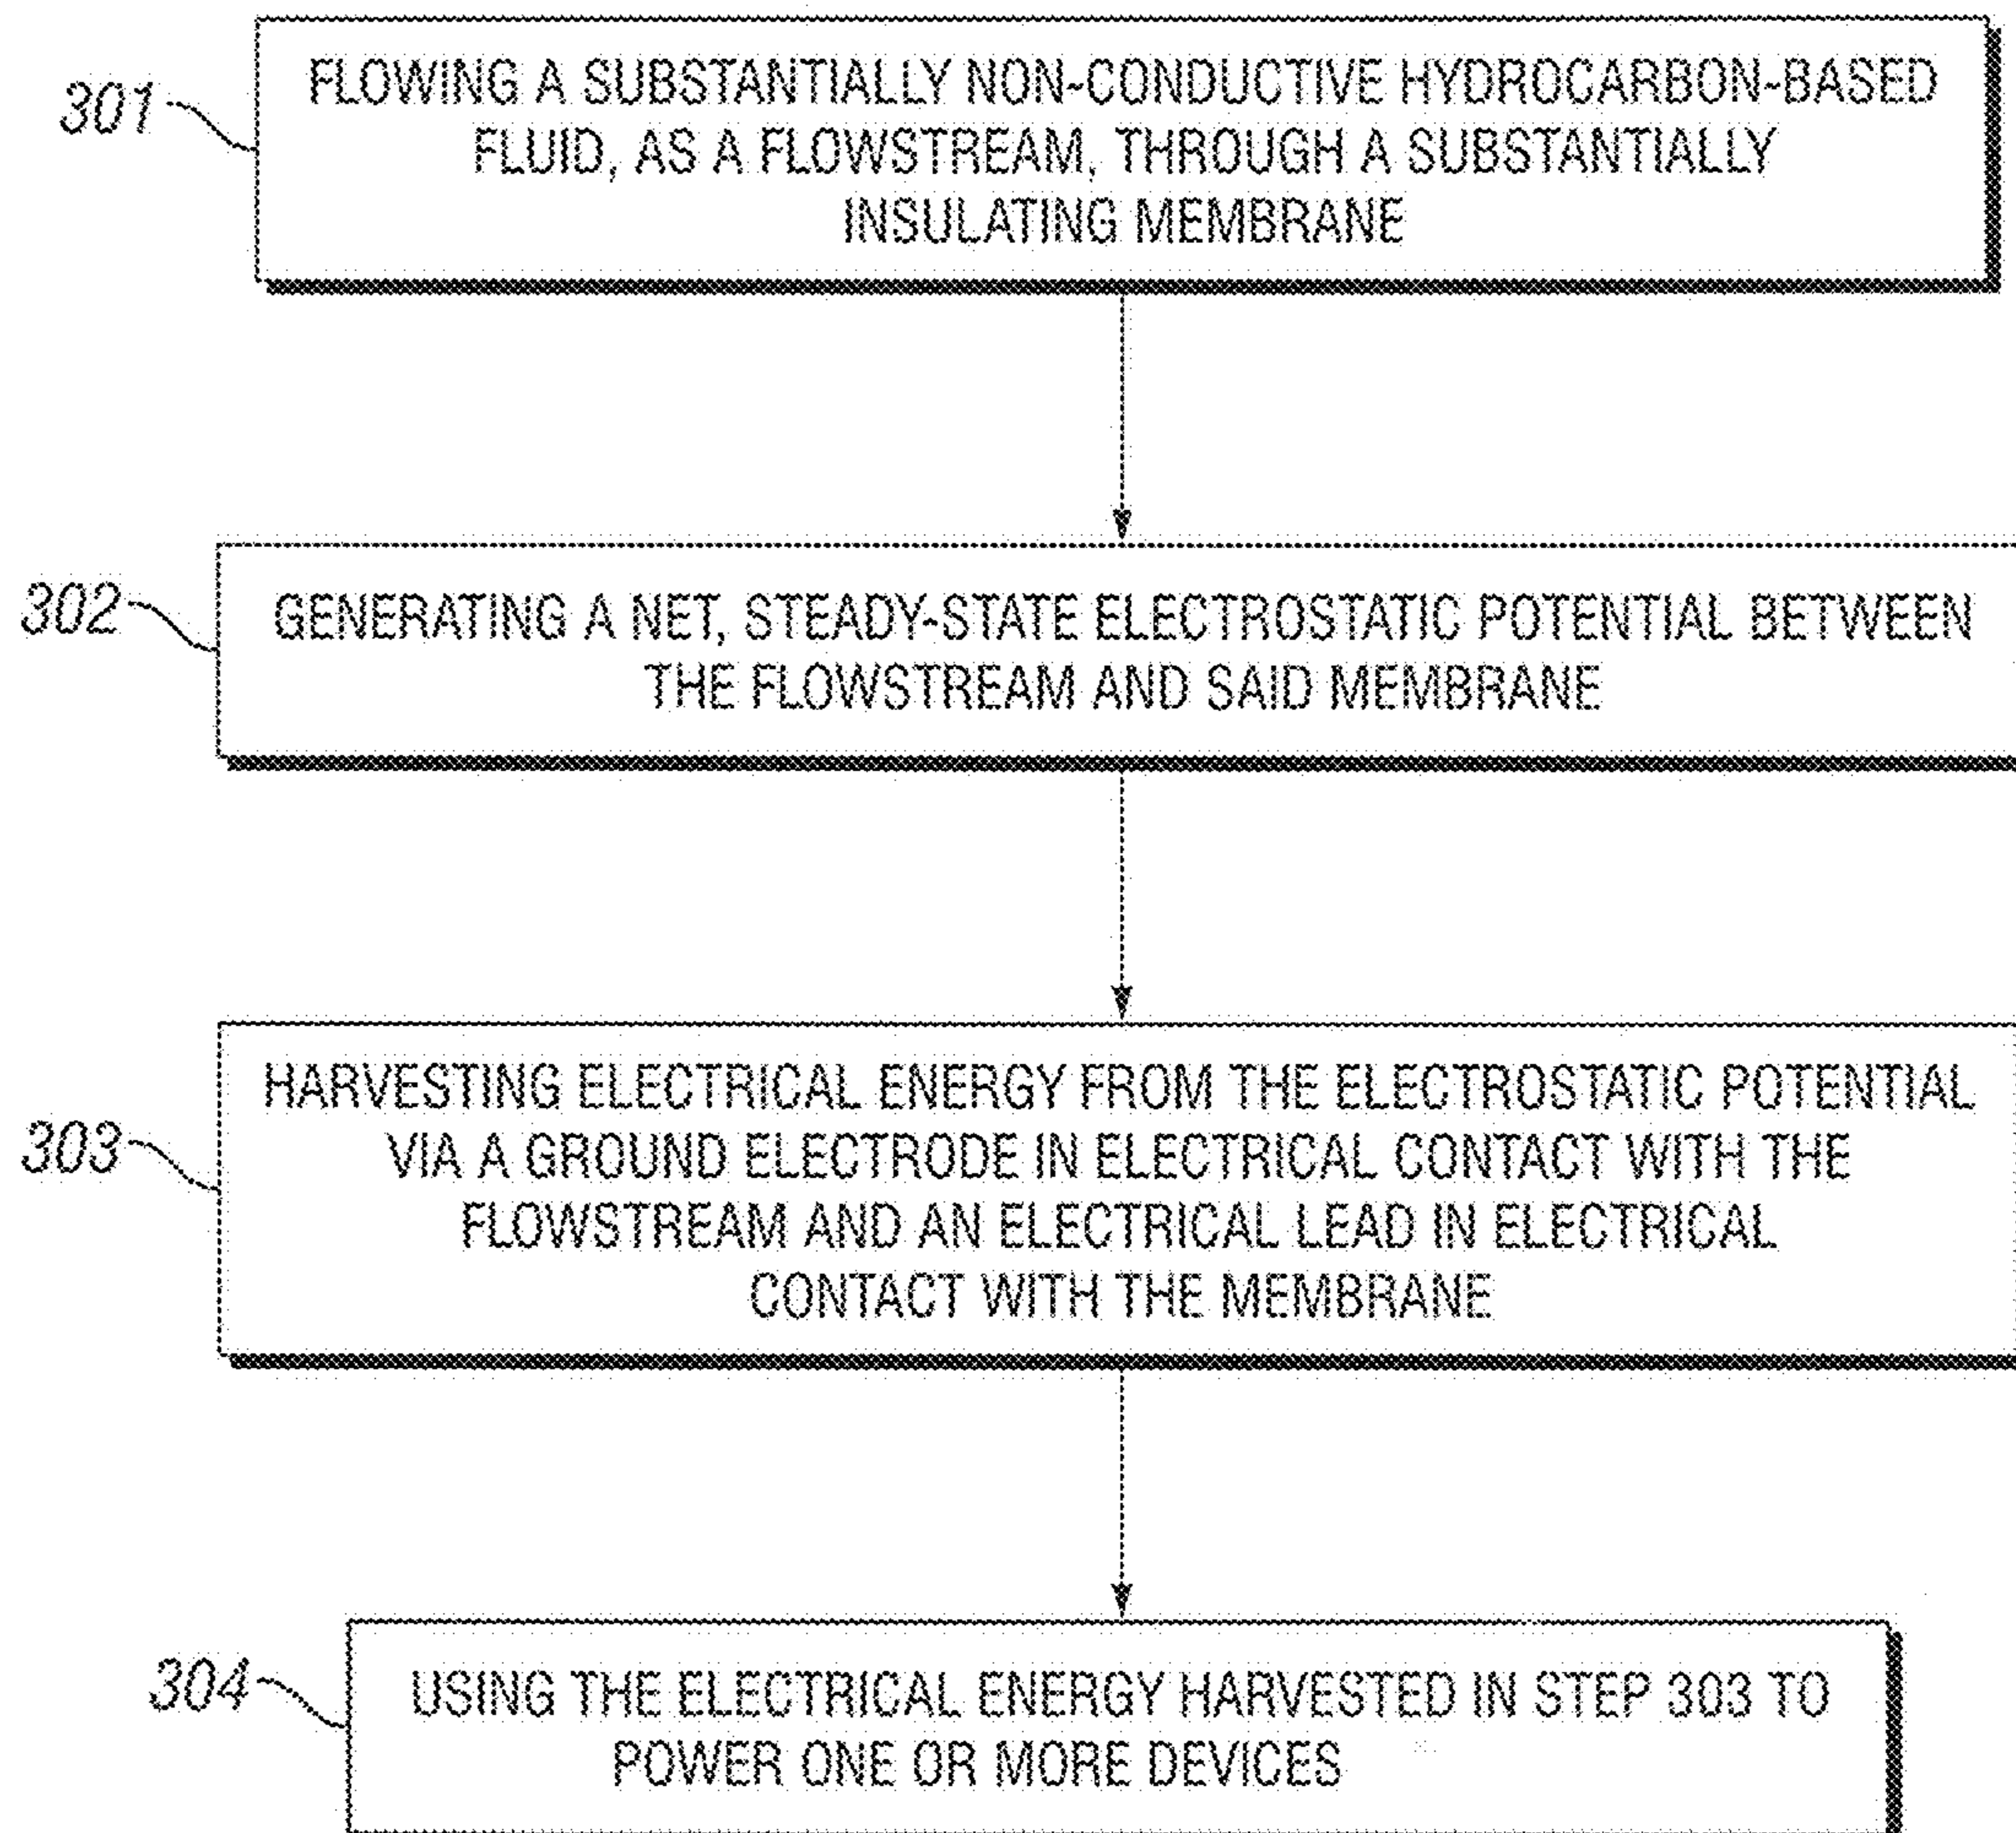 301
FLOWING A SUBSTANTIALLY NON-CONDUCTIVE HYDROCARBON-BASED
FLUID, AS A FLOWSTREAM, THROUGH A SUBSTANTIALLY
INSULATING MEMBRANE
302
GENERATING A NET, STEADY-STATE ELECTROSTATIC POTENTIAL BETWEEN
THE FLOWSTREAM AND SAID MEMBRANE
303
HARVESTING ELECTRICAL ENERGY FROM THE ELECTROSTATIC POTENTIAL
VIA A GROUND ELECTRODE IN ELECTRICAL CONTACT WITH THE
FLOWSTREAM AND AN ELECTRICAL LEAD IN ELECTRICAL
CONTACT WITH THE MEMBRANE
304
USING THE ELECTRICAL ENERGY HARVESTED IN STEP 303 TO
POWER ONE OR MORE DEVICES